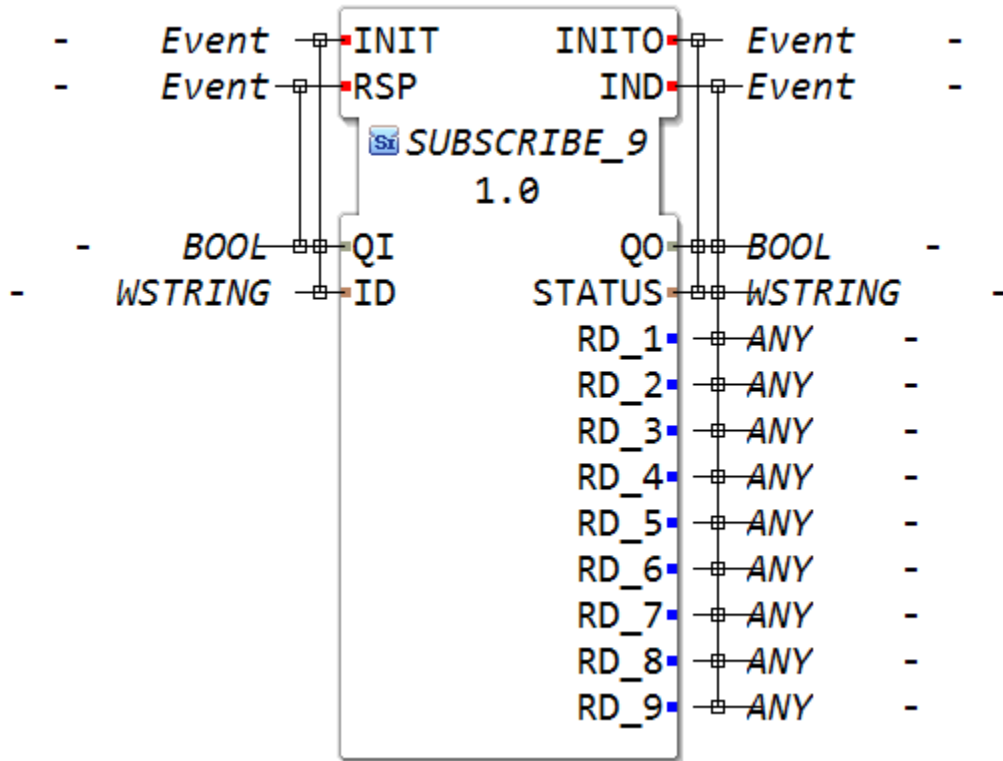 - Event INIT INITO Event -
- Event RSP IND Event -
Si SUBSCRIBE_9
1.0
- BOOL QI QO BOOL -
- WSTRING ID STATUS WSTRING -
RD_1 ANY -
RD_2 ANY -
RD_3 ANY -
RD_4 ANY -
RD_5 ANY -
RD_6 ANY -
RD_7 ANY -
RD_8 ANY -
RD_9 ANY -